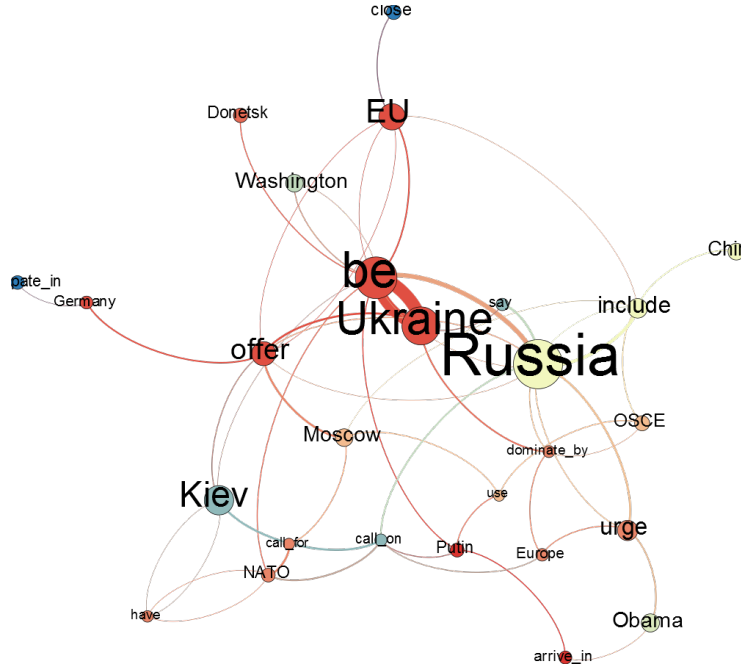 close
EU
Donetsk
Washington
Chin
be
pate_in
Germany
say
include
Ukraine
offer
Russia
OSCE
Moscow
dominate_by
use
Kiev
urge
call_for
call_on
Putin
Europe
NATO
have
Obama
arrive_in